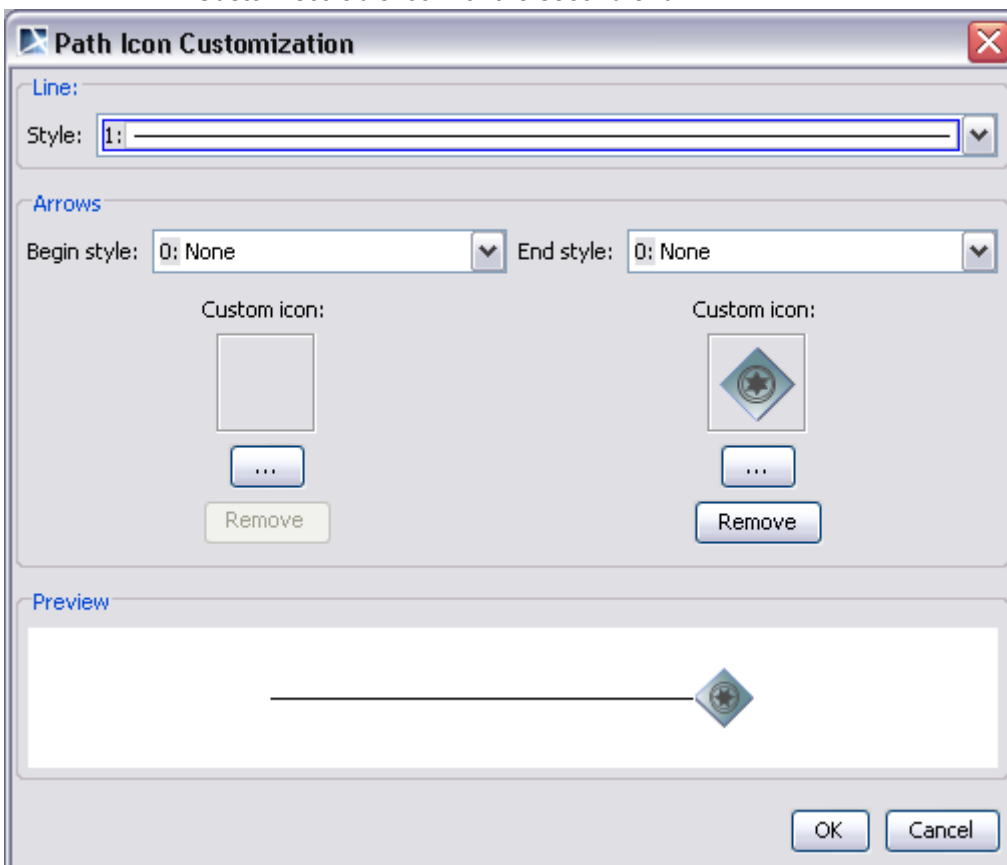 Path Icon Customization
Line:
Style: 1:
Arrows
Begin style: 0: None End style: 0: None
Custom icon: Custom icon:
... ...
Remove Remove
Preview
OK Cancel